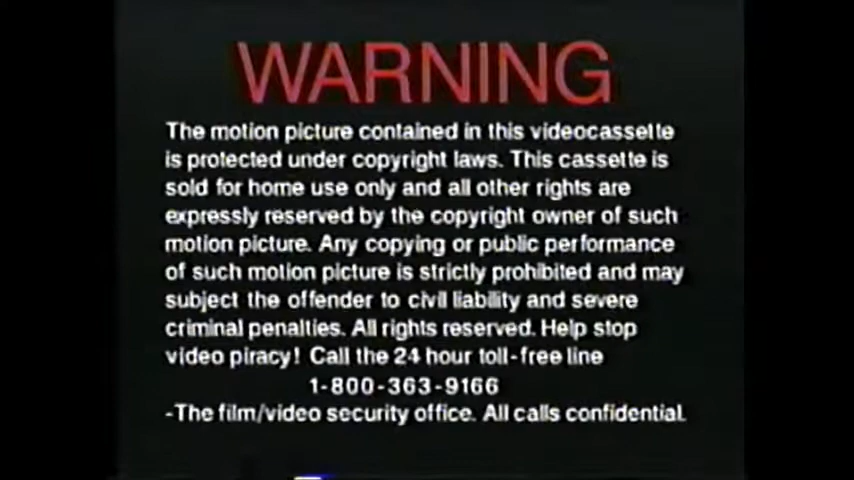 WARNING
The motion picture contained in this videocassette
is protected under copyright laws. This cassette is
sold for home use only and all other rights are
expressly reserved by the copyright owner of such
motion picture. Any copying or public performance
of such motion picture is strictly prohibited and may
subject the offender to civil liability and severe
criminal penalties. All rights reserved. Help stop
video piracy! Call the 24 hour toll-free line
1-800-363-9166
-The film/video security office. All calls confidential.